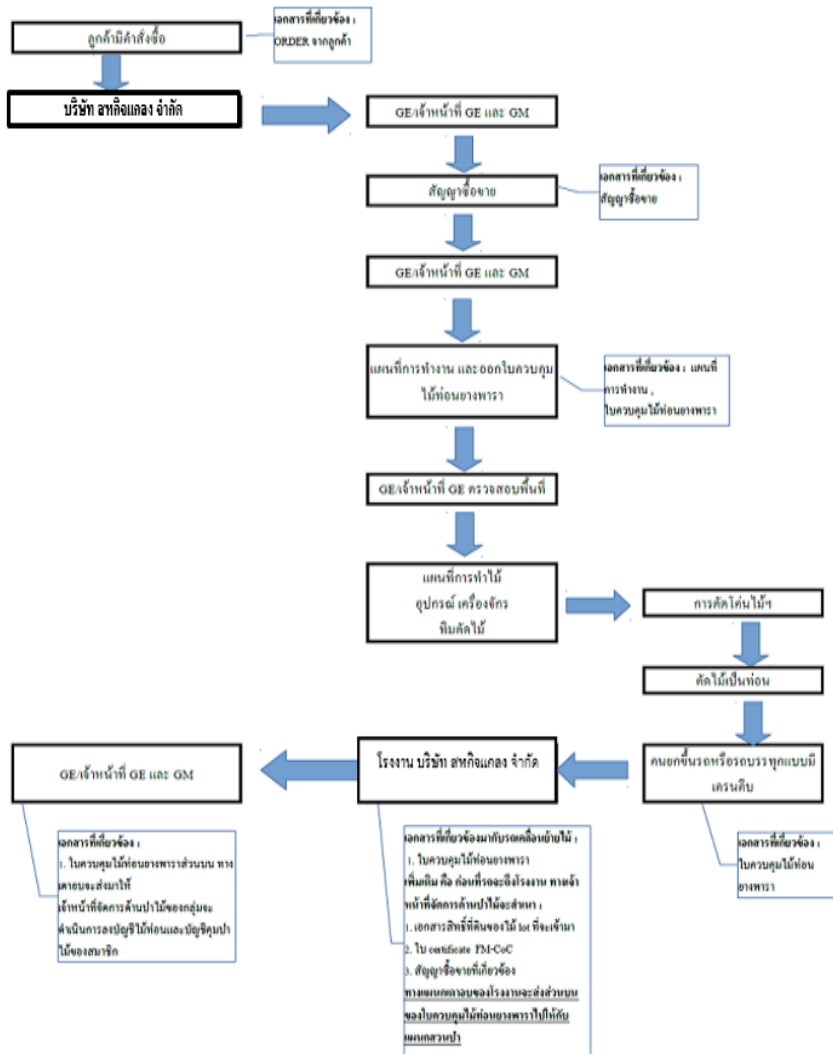 ลูกค้ามีคำสั่งซื้อ
เอกสารที่เกี่ยวข้อง :
ORDER จากลูกค้า
บริษัท สหกิจแกลง จำกัด
GE/เจ้าหน้าที่ GE และ GM
สัญญาซื้อขาย
เอกสารที่เกี่ยวข้อง :
สัญญาซื้อขาย
GE/เจ้าหน้าที่ GE และ GM
แผนที่การทำงาน และออกใบควบคุม
ไม้ท่อนยางพารา
เอกสารที่เกี่ยวข้อง : แผนที่
การทำงาน ,
ใบควบคุมไม้ท่อนยางพารา
GE/เจ้าหน้าที่ GE ตรวจสอบพื้นที่
แผนที่การทำไม้
อุปกรณ์ เครื่องจักร
ทีมตัดไม้
การตัดโค่นไม้ฯ
ตัดไม้เป็นท่อน
คนยกขึ้นรถหรือรถบรรทุกแบบมี
เครนคีบ
เอกสารที่เกี่ยวข้อง :
ใบควบคุมไม้ท่อน
ยางพารา
โรงงาน บริษัท สหกิจแกลง จำกัด
เอกสารที่เกี่ยวข้องมากับรถเคลื่อนย้ายไม้ :
1. ใบควบคุมไม้ท่อนยางพารา
เพิ่มเติม คือ ก่อนที่รถจะถึงโรงงาน ทางเจ้า
หน้าที่จัดการด้านป่าไม้จะสำเนา :
1. เอกสารสิทธิ์ที่ดินของไม้ lot ที่จะเข้ามา
2. ใบ certificate FM-CoC
3. สัญญาซื้อขายที่เกี่ยวข้อง
ทางแผนกเตาอบของโรงงานจะส่งส่วนบน
ของใบควบคุมไม้ท่อนยางพาราไปให้กับ
แผนกสวนป่า
GE/เจ้าหน้าที่ GE และ GM
เอกสารที่เกี่ยวข้อง :
1. ใบควบคุมไม้ท่อนยางพาราส่วนบน ทาง
เตาอบจะส่งมาให้
เจ้าหน้าที่จัดการด้านป่าไม้ของกลุ่มจะ
ดำเนินการลงบัญชีไม้ท่อนและบัญชีคุมป่า
ไม้ของสมาชิก